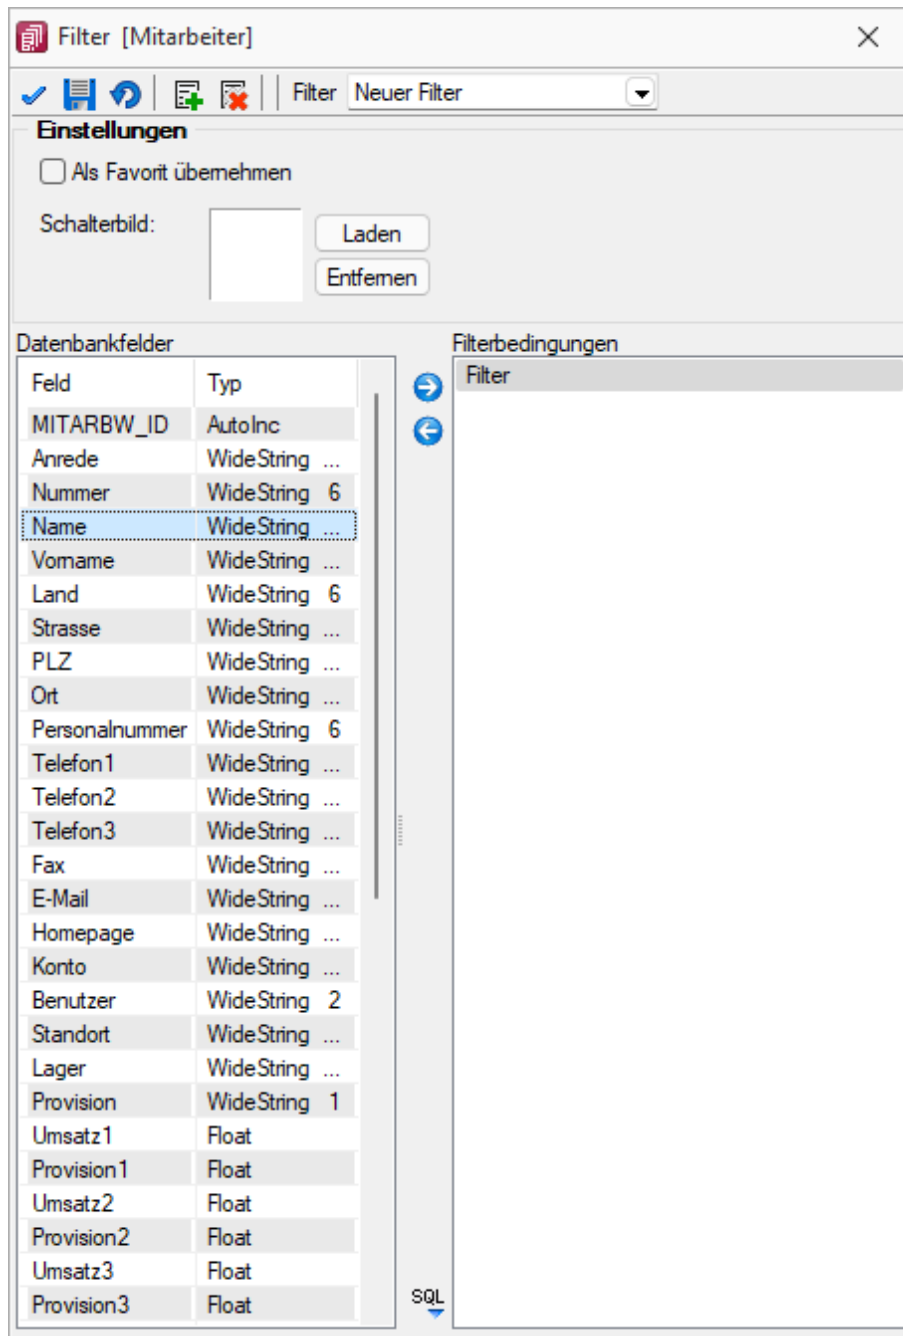 Filter [Mitarbeiter]
Filter Neuer Filter
Einstellungen
Als Favorit übernehmen
Schalterbild:
Laden
Entfernen
Datenbankfelder
Filterbedingungen
Feld Typ
Filter
MITARBW_ID AutoInc
Anrede WideString ...
Nummer WideString 6
Name WideString ...
Vorname WideString ...
Land WideString 6
Strasse WideString ...
PLZ WideString ...
Ort WideString ...
Personalnummer WideString 6
Telefon1 WideString ...
Telefon2 WideString ...
Telefon3 WideString ...
Fax WideString ...
E-Mail WideString ...
Homepage WideString ...
Konto WideString ...
Benutzer WideString 2
Standort WideString ...
Lager WideString ...
Provision WideString 1
Umsatz1 Float
Provision1 Float
Umsatz2 Float
Provision2 Float
Umsatz3 Float
Provision3 Float
SQL